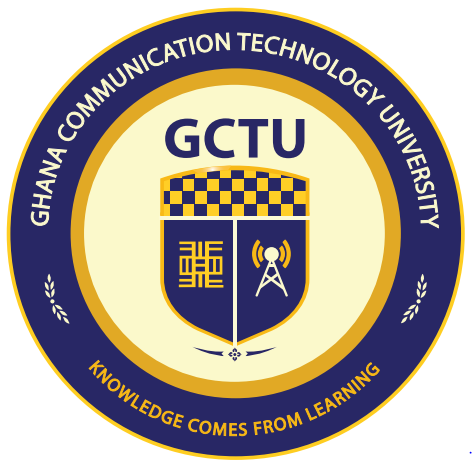 GHANA COMMUNICATION TECHNOLOGY UNIVERSITY
GCTU
KNOWLEDGE COMES FROM LEARNING